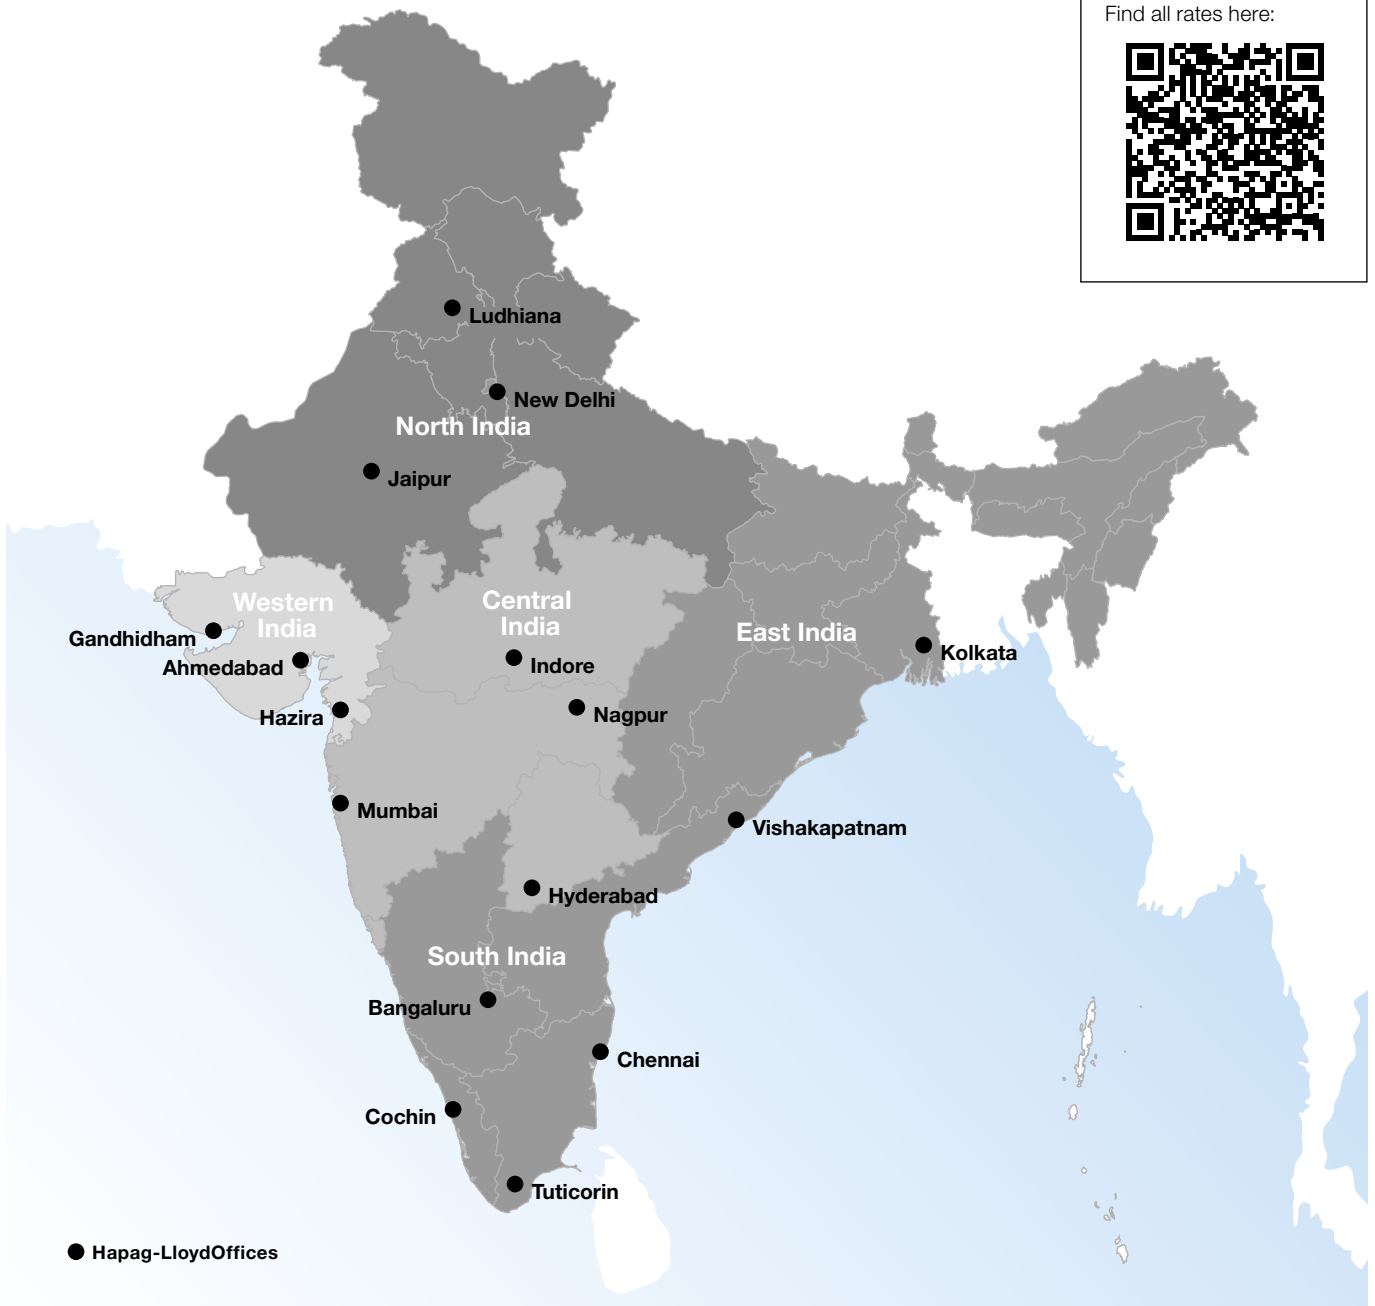 Find all rates here:
Ludhiana
New Delhi
North India
Jaipur
Western
India
Central
India
East India
Gandhidham
Ahmedabad
Indore
Kolkata
Hazira
Nagpur
Mumbai
Vishakapatnam
Hyderabad
South India
Bangaluru
Chennai
Cochin
Tuticorin
Hapag-LloydOffices